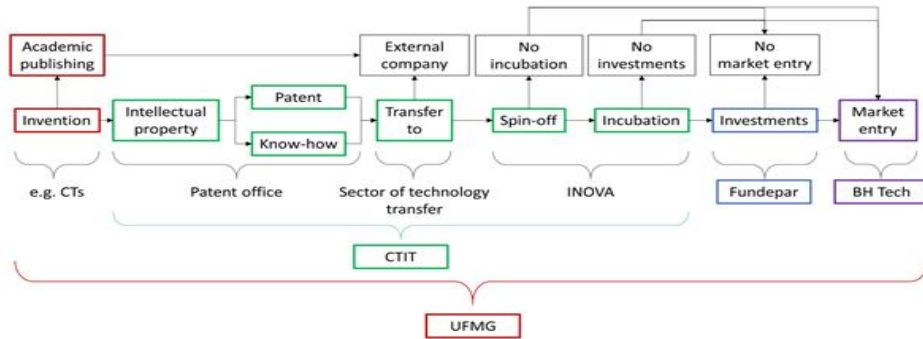 Academic
publishing
External
company
No
incubation
No
investments
No
market entry
Invention
Intellectual
property
Patent
Know-how
Transfer
to
Spin-off
Incubation
Investments
Market
entry
e.g. CTs
Patent office
Sector of technology
transfer
INOVA
Fundepar
BH Tech
CTIT
UFMG